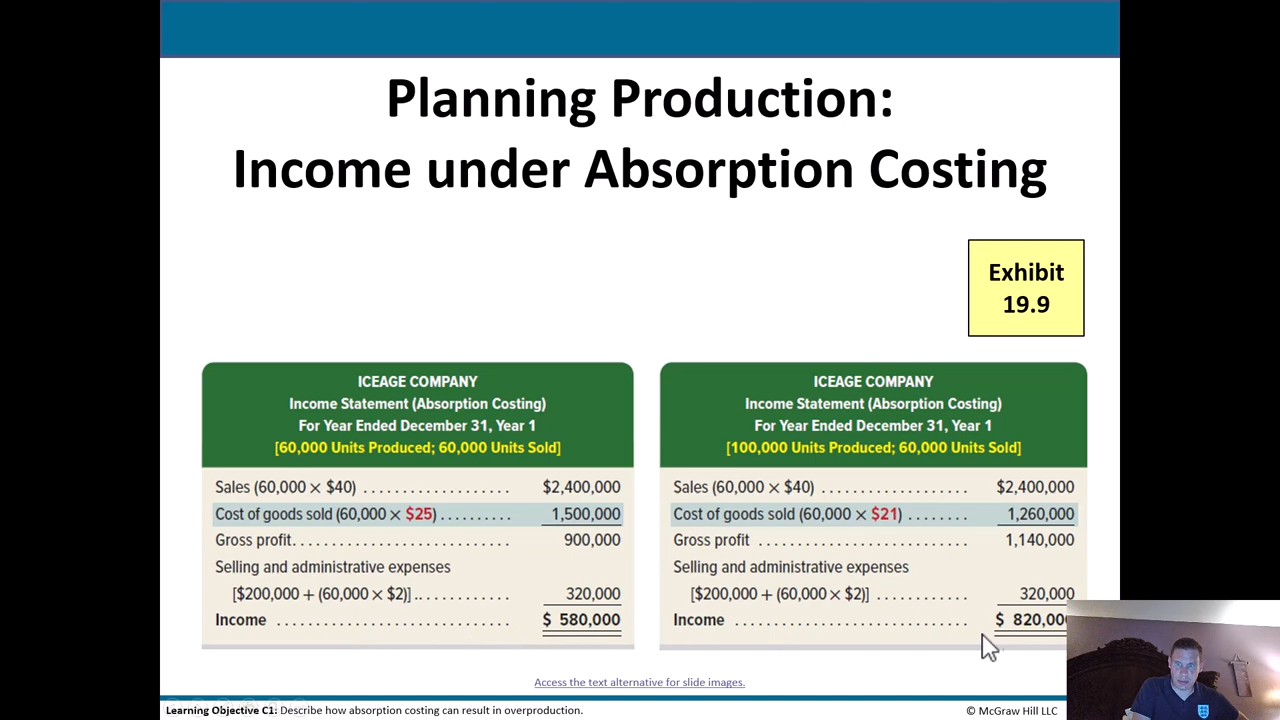 Planning Production:
Income under Absorption Costing
Exhibit
19.9
ICEAGE COMPANY
Income Statement (Absorption Costing)
For Year Ended December 31, Year 1
[60,000 Units Produced; 60,000 Units Sold]
Sales (60,000 × $40) ................... $2,400,000
Cost of goods sold (60,000 × $25) .......... 1,500,000
Gross profit............................ 900,000
Selling and administrative expenses
[$200,000 + (60,000 × $2)] ............. 320,000
Income .............................. $ 580,000
ICEAGE COMPANY
Income Statement (Absorption Costing)
For Year Ended December 31, Year 1
[100,000 Units Produced; 60,000 Units Sold]
Sales (60,000 × $40) ................... $2,400,000
Cost of goods sold (60,000 × $21) ........ 1,260,000
Gross profit ........................... 1,140,000
Selling and administrative expenses
[$200,000 + (60,000 × $2)] ............ 320,000
Income .............................. $ 820,00
Access the text alternative for slide images.
Learning Objective C1: Describe how absorption costing can result in overproduction.
© McGraw Hill LLC